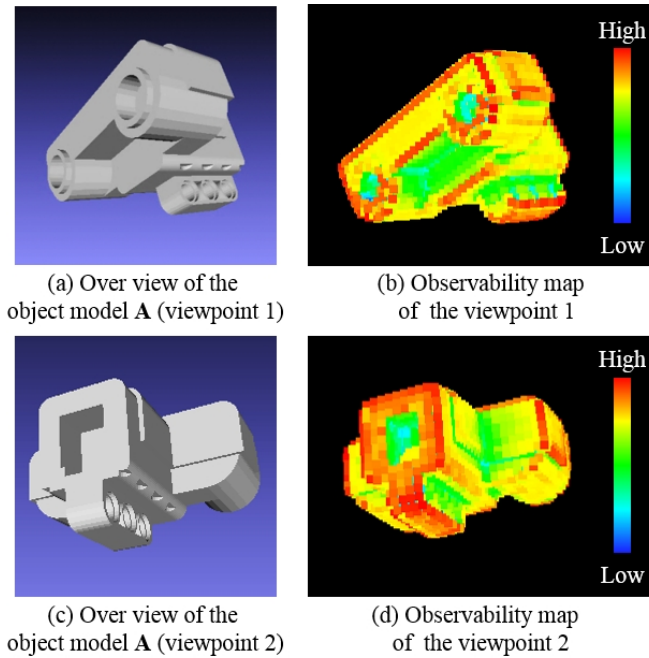 High
Low
(a) Over view of the
object model A (viewpoint 1)
(b) Observability map
of the viewpoint 1
High
Low
(c) Over view of the
object model A (viewpoint 2)
(d) Observability map
of the viewpoint 2